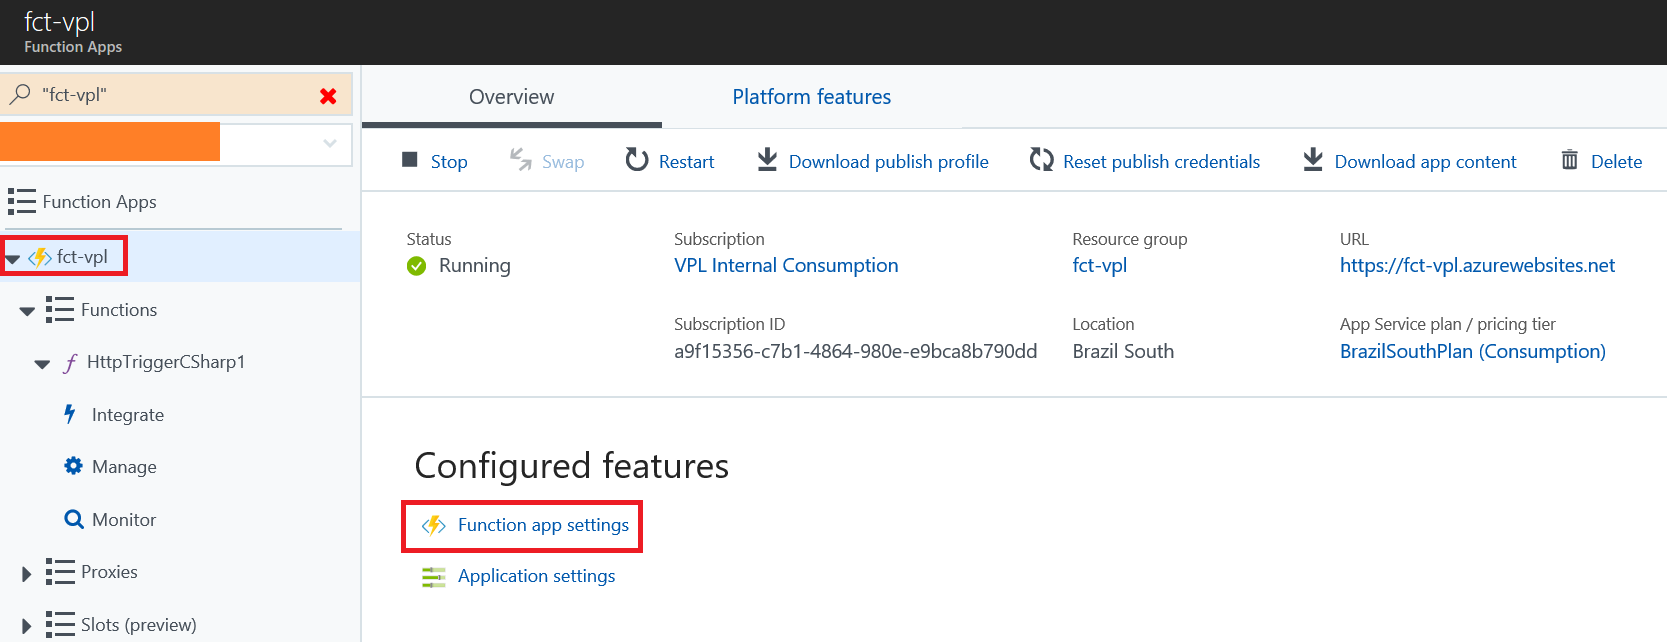 fct-vpl
Function Apps
"fct-vpl"
Function Apps
fct-vpl
Functions
HttpTriggerCSharp1
Integrate
Manage
Monitor
Proxies
Slots (preview)
Overview
Platform features
Stop
Swap
Restart
Download publish profile
Reset publish credentials
Download app content
Delete
Status
Running
Subscription
VPL Internal Consumption
Resource group
fct-vpl
URL
https://fct-vpl.azurewebsites.net
Subscription ID
a9f15356-c7b1-4864-980e-e9bca8b790dd
Location
Brazil South
App Service plan / pricing tier
BrazilSouthPlan (Consumption)
Configured features
Function app settings
Application settings